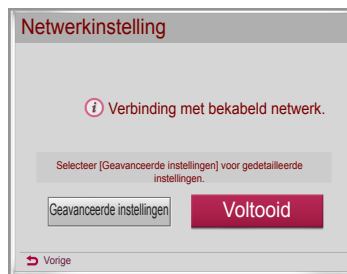 Netwerkinstelling
Verbinding met bekabeld netwerk.
Selecteer [Geavanceerde instellingen] voor gedetailleerde
instellingen.
Geavanceerde instellingen
Voltooid
Vorige